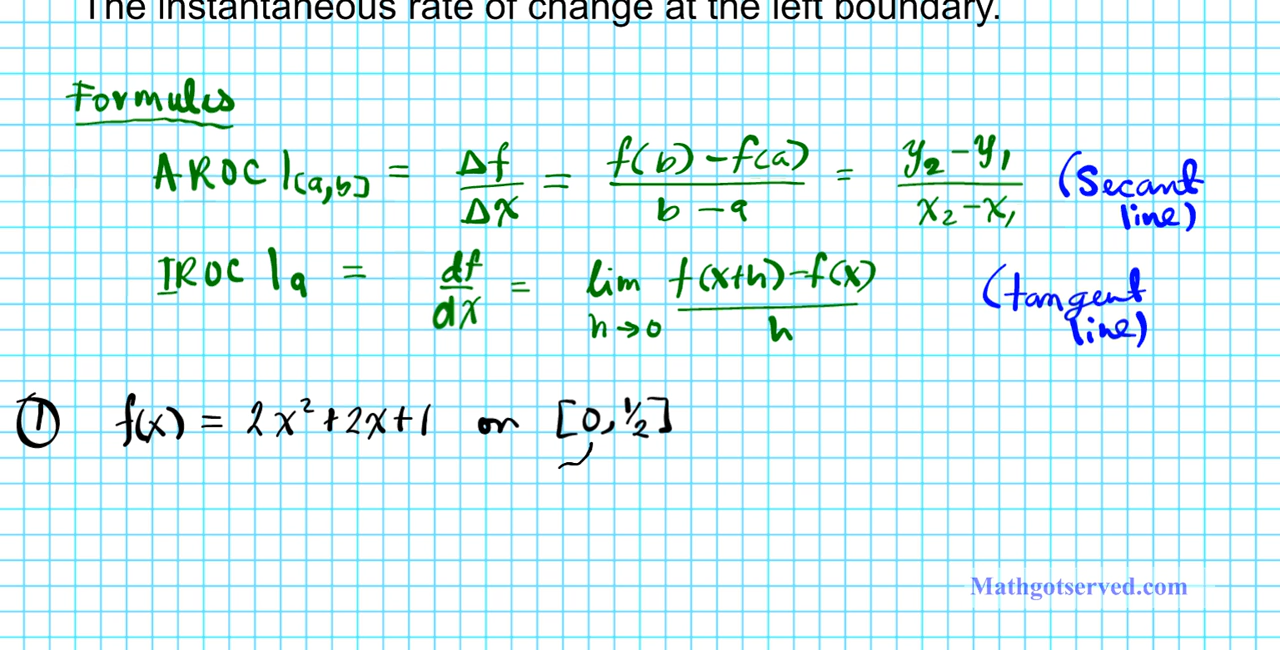 The instantaneous rate of change at the left boundary.
Formulas
AROC |[a,b] = Δf/Δx = f(b)-f(a)/b-a = y₂-y₁/x₂-x₁ (Secant line)
IROC |a = df/dx = lim h→0 f(x+h)-f(x)/h (tangent line)
① f(x) = 2x²+2x+1 on [0,½]
Mathgotserved.com